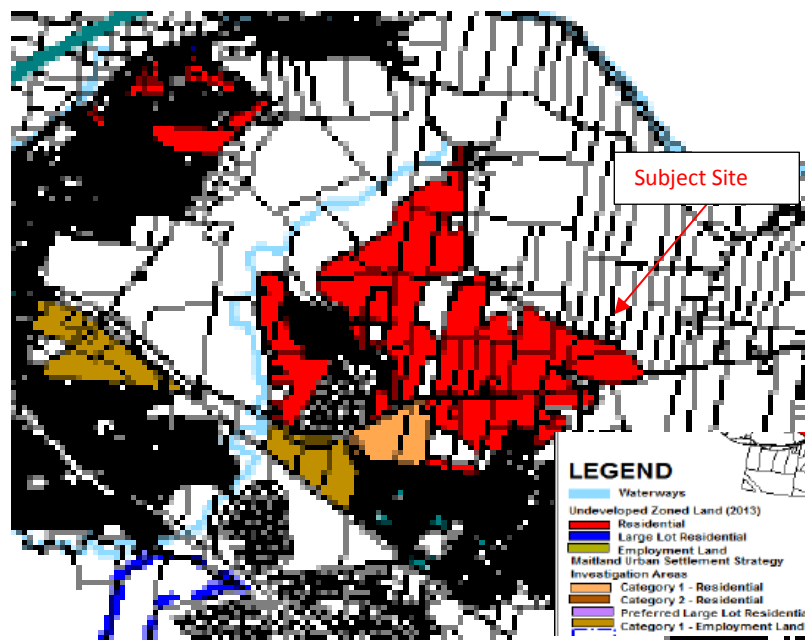 Subject Site
LEGEND
Waterways
Undeveloped Zoned Land (2013)
Residential
Large Lot Residential
Employment Land
Maitland Urban Settlement Strategy
Investigation Areas
Category 1 - Residential
Category 2 - Residential
Preferred Large Lot Residential
Category 1 - Employment Land